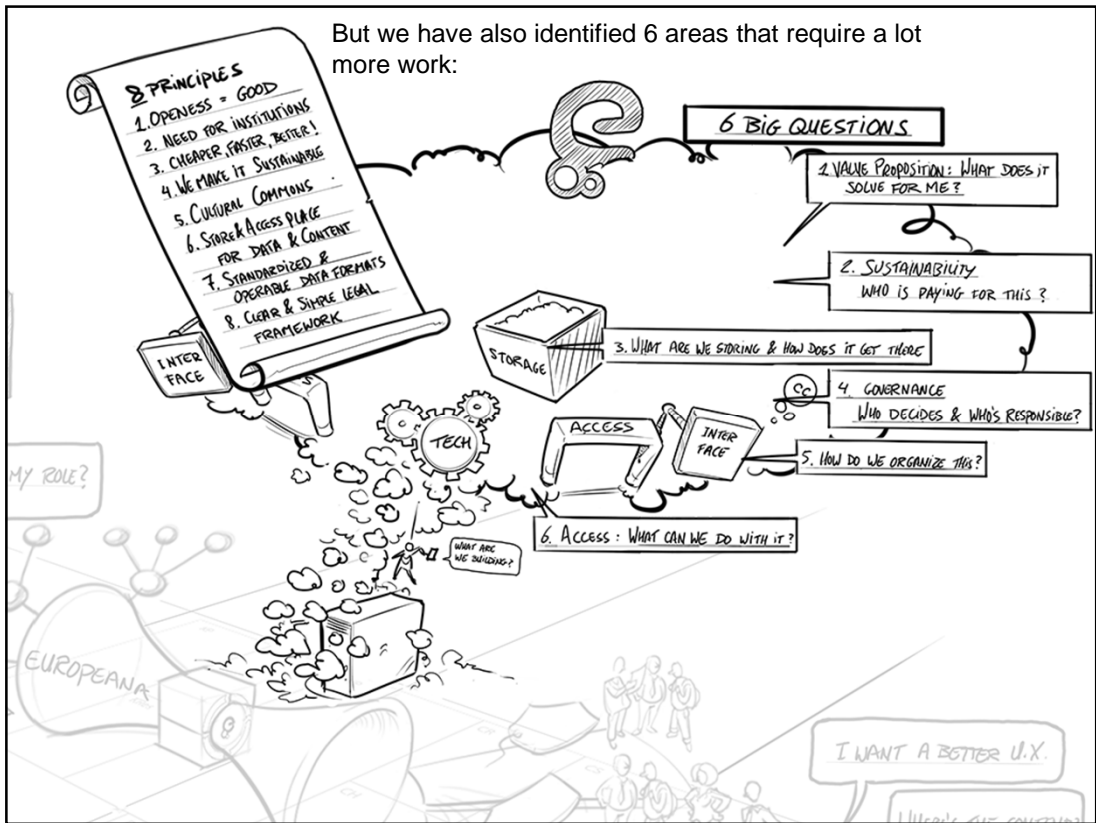 But we have also identified 6 areas that require a lot
more work:
8 PRINCIPLES
1. OPENESS = GOOD
2. NEED FOR INSTITUTIONS
3. CHEAPER, FASTER, BETTER!
4. WE MAKE IT SUSTAINABLE
5. CULTURAL COMMONS
6. STORE & ACCESS PLACE
FOR DATA & CONTENT
7. STANDARDIZED &
OPERABLE DATA FORMATS
8. CLEAR & SIMPLE LEGAL
FRAMEWORK
6 BIG QUESTIONS
1 VALUE PROPOSITION: WHAT DOES IT
SOLVE FOR ME?
2. SUSTAINABILITY
WHO IS PAYING FOR THIS?
INTER
FACE
STORAGE
3. WHAT ARE WE STORING & HOW DOES IT GET THERE
CC
4. GOVERNANCE
WHO DECIDES & WHO'S RESPONSIBLE?
TECH
ACCESS
INTER
FACE
5. HOW DO WE ORGANIZE THIS?
MY ROLE?
6. ACCESS: WHAT CAN WE DO WITH IT?
WHAT ARE
WE BUILDING?
EUROPEANA
I WANT A BETTER U.X.